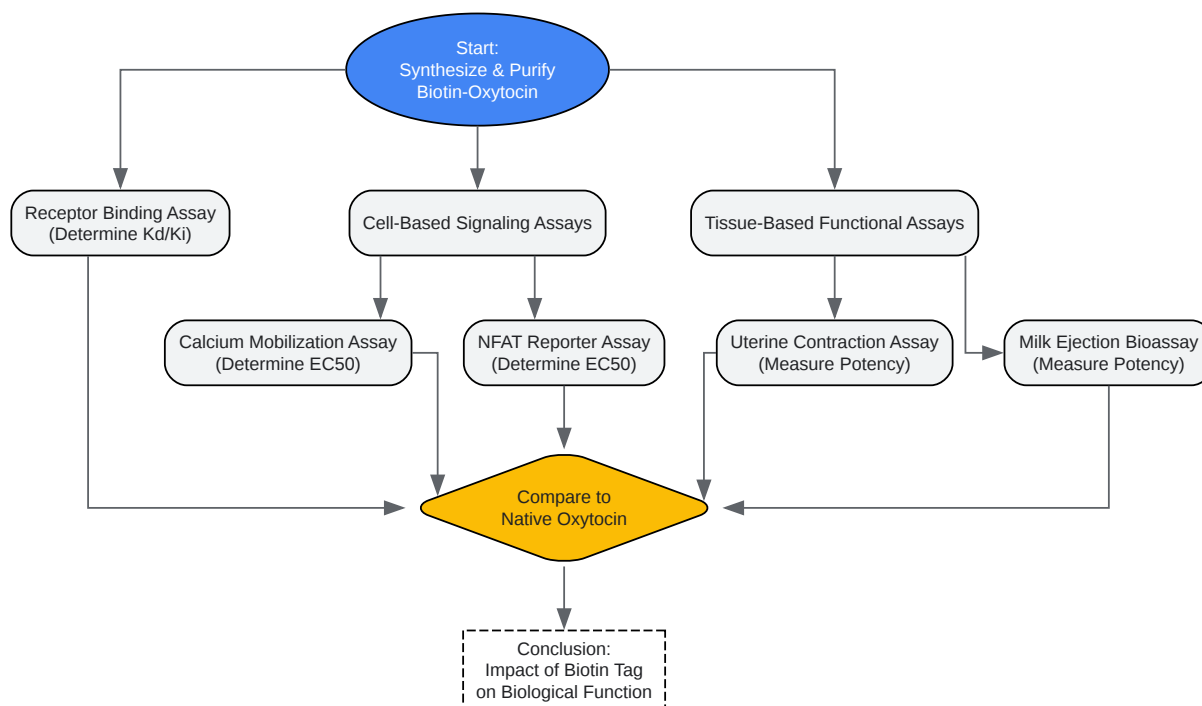 Start:
Synthesize & Purify
Biotin-Oxytocin
Receptor Binding Assay
(Determine Kd/Ki)
Cell-Based Signaling Assays
Tissue-Based Functional Assays
Calcium Mobilization Assay
(Determine EC50)
NFAT Reporter Assay
(Determine EC50)
Uterine Contraction Assay
(Measure Potency)
Milk Ejection Bioassay
(Measure Potency)
Compare to
Native Oxytocin
Conclusion:
Impact of Biotin Tag
on Biological Function